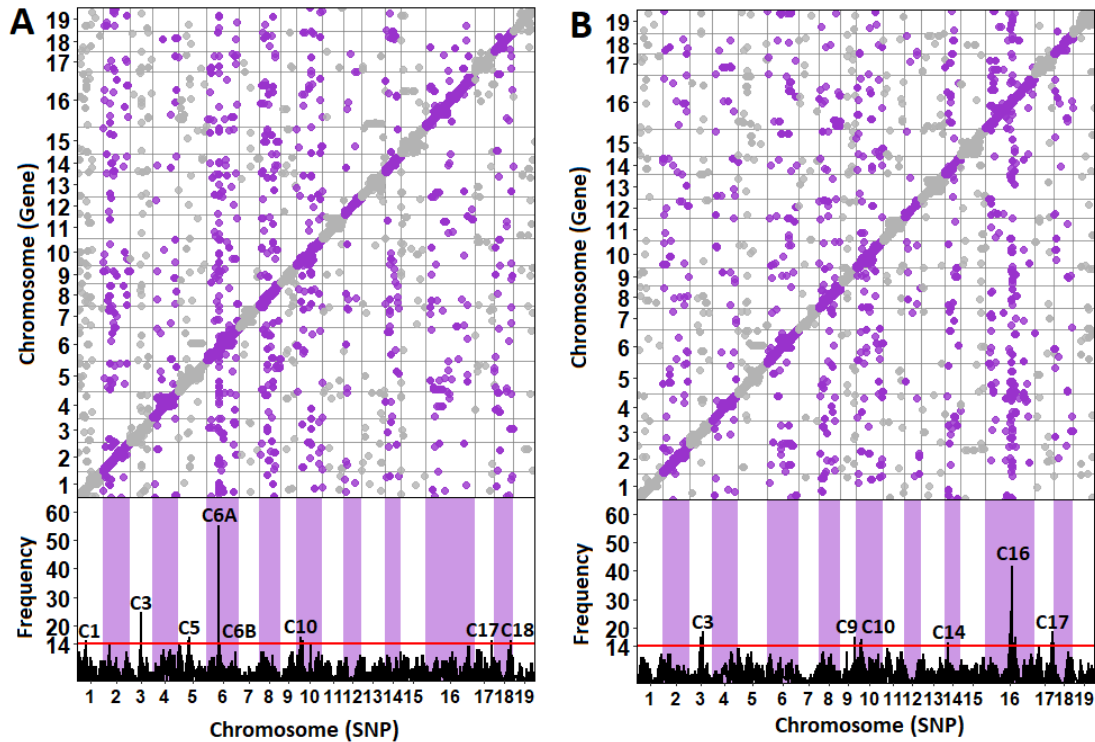 A
19
18
17
16
15
14
13
12
11
10
9
8
7
6
5
4
3
2
1
Chromosome (Gene)
60
50
40
30
20
14
Frequency
C1
C3
C5
C6A
C6B
C10
C17
C18
1 2 3 4 5 6 7 8 9 10 11 12 13 14 15 16 17 18 19
Chromosome (SNP)
B
19
18
17
16
15
14
13
12
11
10
9
8
7
6
5
4
3
2
1
Chromosome (Gene)
60
50
40
30
20
14
Frequency
C3
C9
C10
C14
C16
C17
1 2 3 4 5 6 7 8 9 10 11 12 13 14 15 16 17 18 19
Chromosome (SNP)